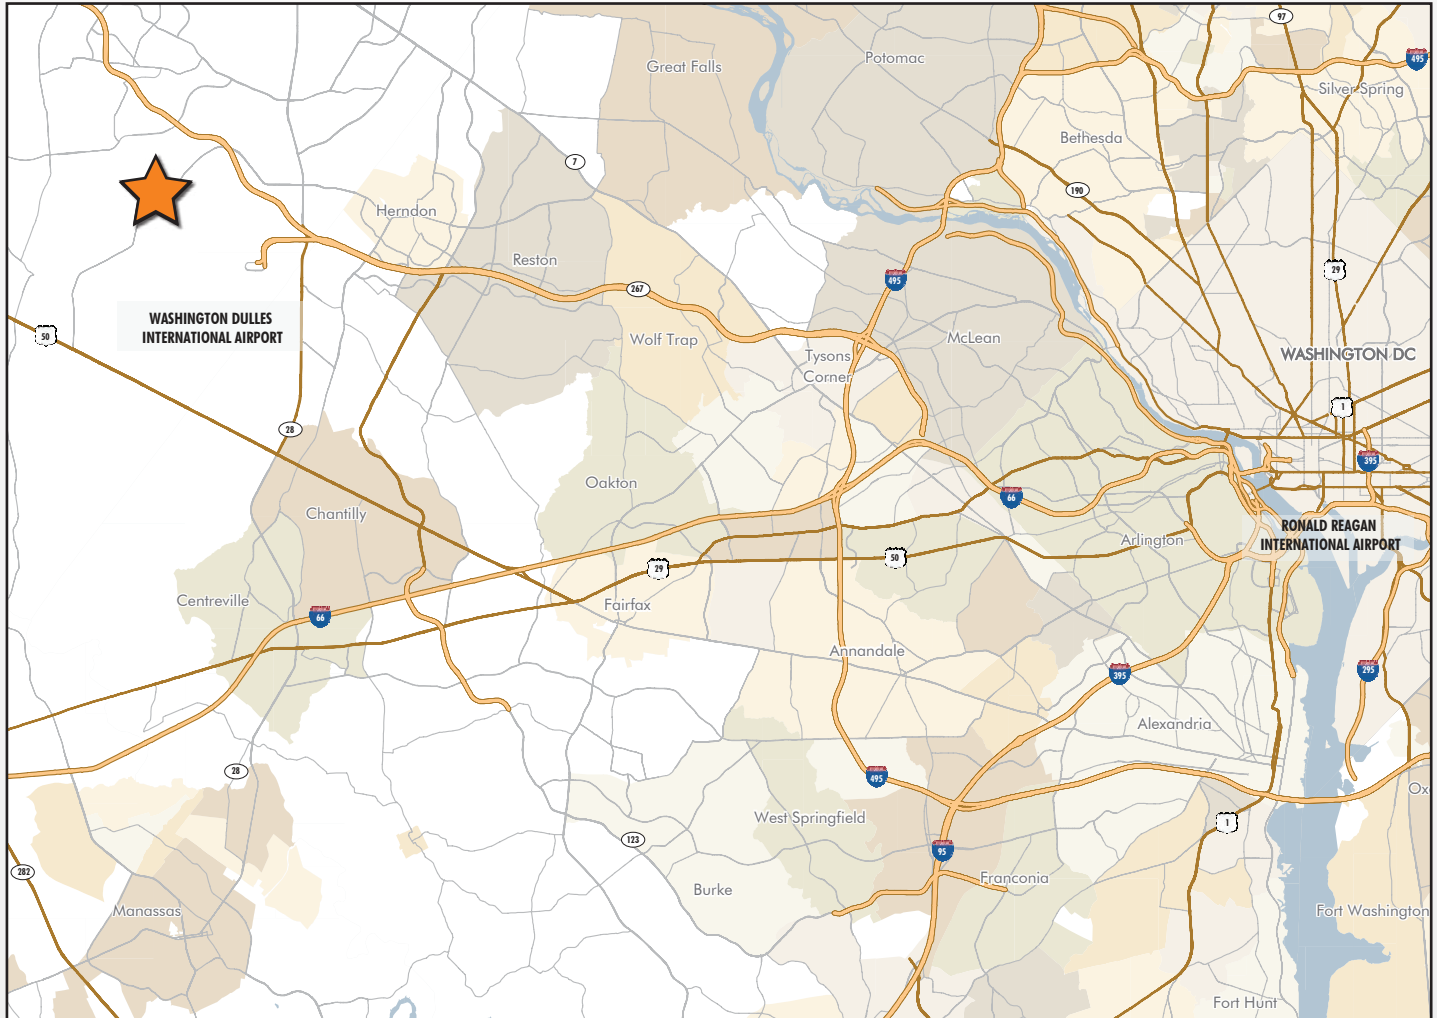 97
495
Potomac
Great Falls
Silver Spring
Bethesda
7
190
Herndon
Reston
29
495
267
WASHINGTON DULLES
INTERNATIONAL AIRPORT
50
Wolf Trap
McLean
Tysons
Corner
WASHINGTON DC
1
28
395
Oakton
66
Chantilly
RONALD REAGAN
INTERNATIONAL AIRPORT
Arlington
50
29
Centreville
Fairfax
66
Annandale
395
295
Alexandria
28
495
Ox
West Springfield
1
123
95
282
Franconia
Burke
Manassas
Fort Washington
Fort Hunt